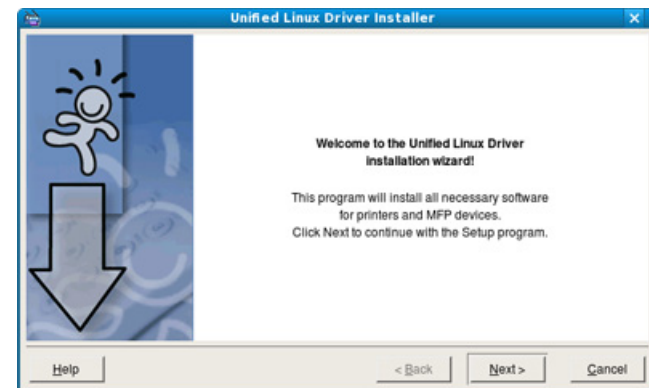 Unified Linux Driver Installer
Welcome to the Unified Linux Driver
installation wizard!
This program will install all necessary software
for printers and MFP devices.
Click Next to continue with the Setup program.
Help
< Back
Next >
Cancel